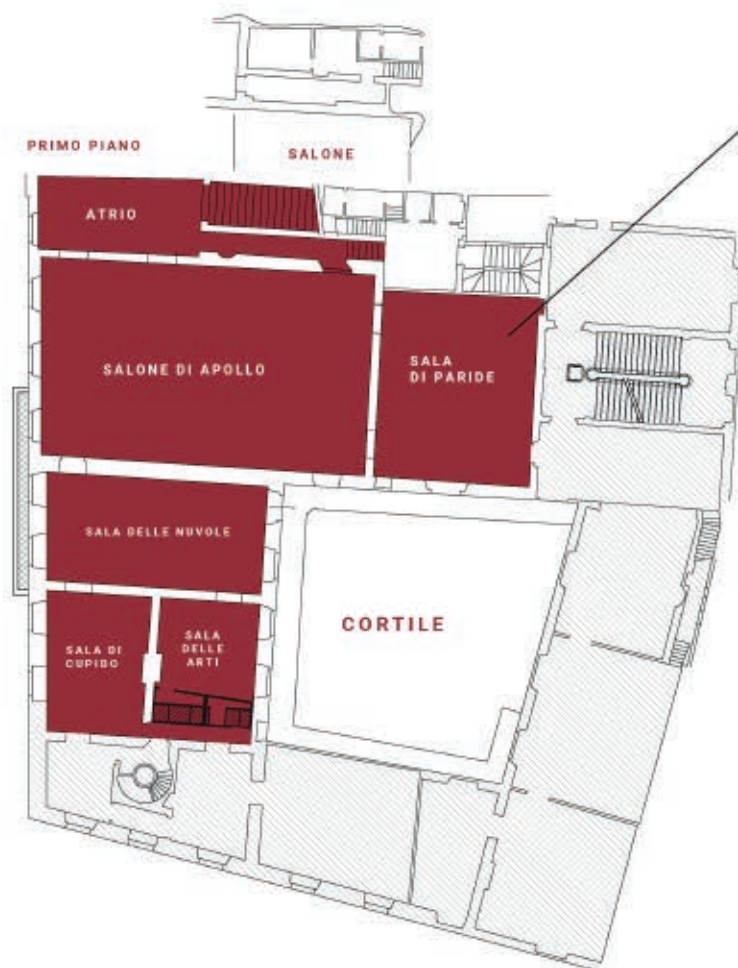 PRIMO PIANO
SALONE
ATRIO
SALONE DI APOLLO
SALA
DI PARIDE
SALA DELLE NUVOLE
CORTILE
SALA DI
CUPIDO
SALA
DELLE
ARTI